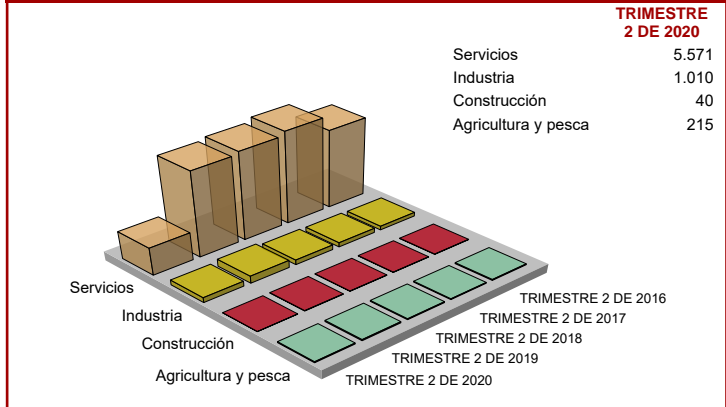 TRIMESTRE
2 DE 2020
Servicios 5.571
Industria 1.010
Construcción 40
Agricultura y pesca 215
Servicios
Industria
Construcción
Agricultura y pesca
TRIMESTRE 2 DE 2016
TRIMESTRE 2 DE 2017
TRIMESTRE 2 DE 2018
TRIMESTRE 2 DE 2019
TRIMESTRE 2 DE 2020